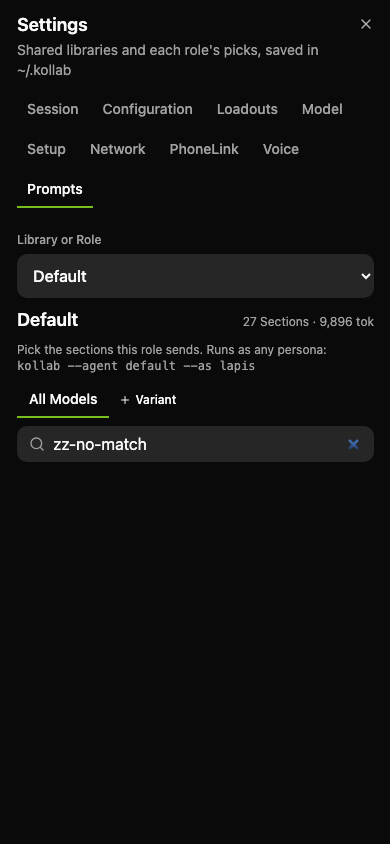 Settings
Shared libraries and each role's picks, saved in
~/.kollab
Session Configuration Loadouts Model
Setup Network PhoneLink Voice
Prompts
Library or Role
Default
Default 27 Sections · 9,896 tok
Pick the sections this role sends. Runs as any persona:
kollab --agent default --as lapis
All Models + Variant
zz-no-match